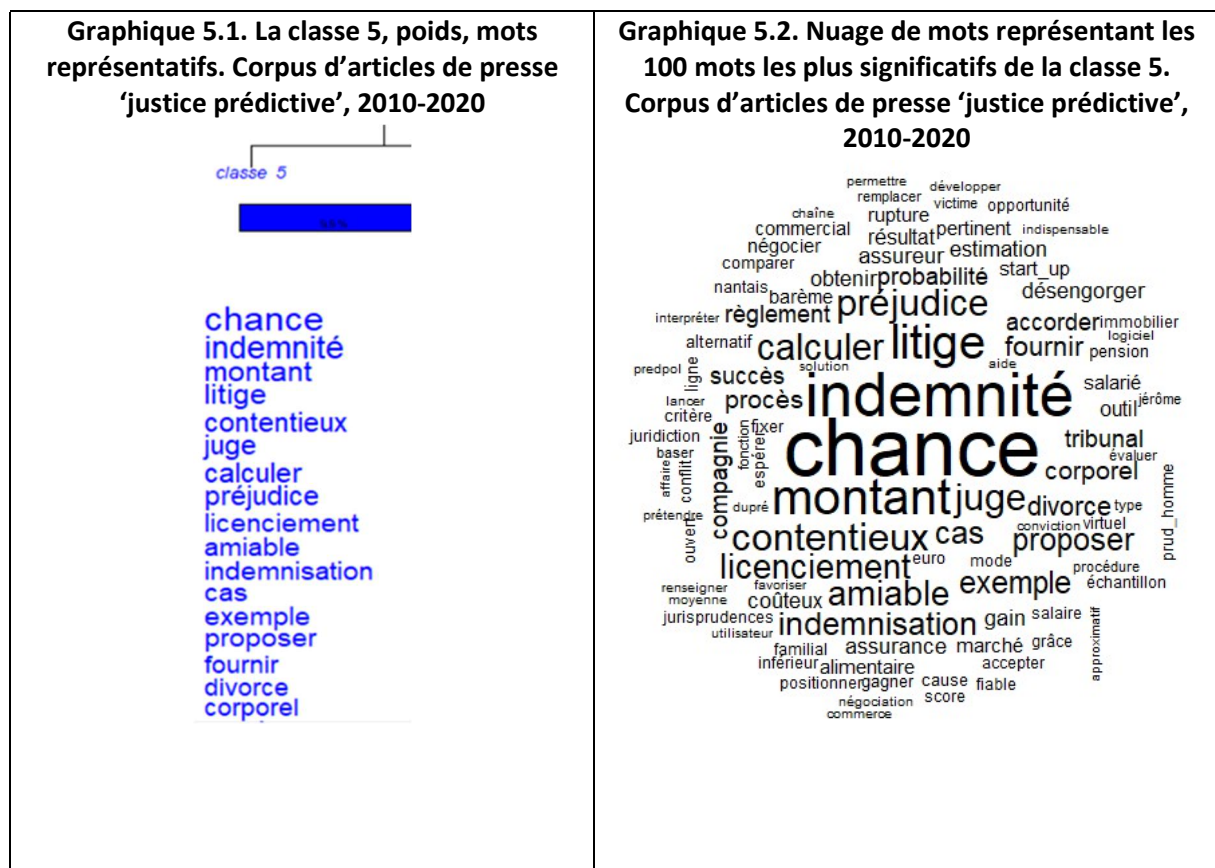 Graphique 5.1. La classe 5, poids, mots
représentatifs. Corpus d’articles de presse
‘justice prédictive’, 2010-2020
classe 5
chance
indemnité
montant
litige
contentieux
juge
calculer
préjudice
licenciement
amiable
indemnisation
cas
exemple
proposer
fournir
divorce
corporel
Graphique 5.2. Nuage de mots représentant les
100 mots les plus significatifs de la classe 5.
Corpus d’articles de presse ‘justice prédictive’,
2010-2020
permettre développer
remplacer victime opportunité
chaîne rupture
commercial résultat pertinent indispensable
négocier assureur estimation
comparer obtenir probabilité start_up
nantais barème préjudice désengorger
interpréter règlement accorder immobilier
alternatif calculer litige fournir logiciel
pension
predpol ligne succès solution aide
lancer procès indemnité salarié
critère outil jérôme
juridiction fixer tribunal
baser compagnie fonction espérer chance évaluer
affaire conflit corporel
prétendre ouvert dupré montant juge divorce type prud_homme
contentieux cas conviction virtuel
proposer
licenciement euro mode procédure
renseigner favoriser amiable exemple échantillon
moyenne coûteux
jurisprudences indemnisation gain salaire
utilisateur approximatif
familial assurance marché grâce
inférieur alimentaire accepter
positionner gagner cause fiable
négociation score
commerce